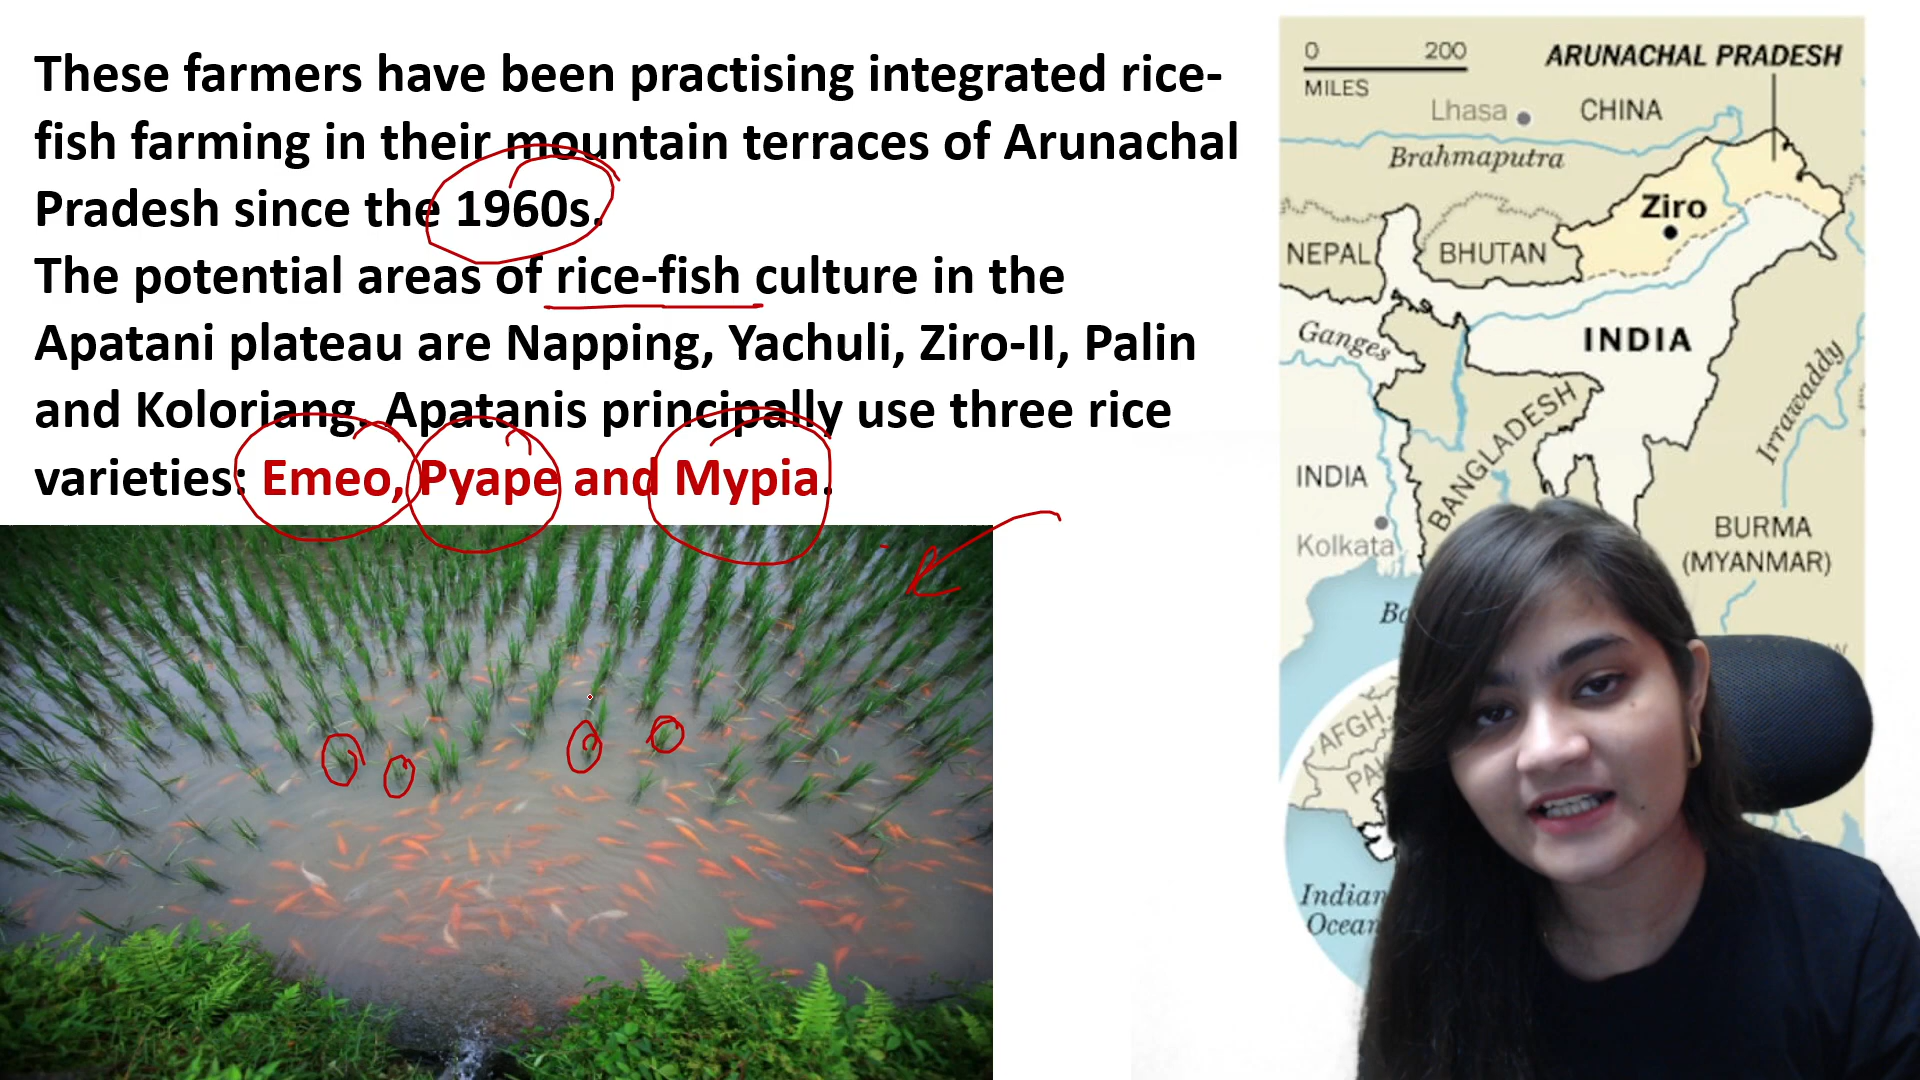 These farmers have been practising integrated rice-
fish farming in their mountain terraces of Arunachal
Pradesh since the 1960s.
The potential areas of rice-fish culture in the
Apatani plateau are Napping, Yachuli, Ziro-II, Palin
and Koloriang. Apatanis principally use three rice
varieties: Emeo, Pyape and Mypia.
0 200
MILES
ARUNACHAL PRADESH
Lhasa
CHINA
Brahmaputra
Ziro
NEPAL
BHUTAN
Ganges
INDIA
BANGLADESH
Irrawaddy
INDIA
Kolkata
BURMA
(MYANMAR)
AFGH.
Indian
Ocean